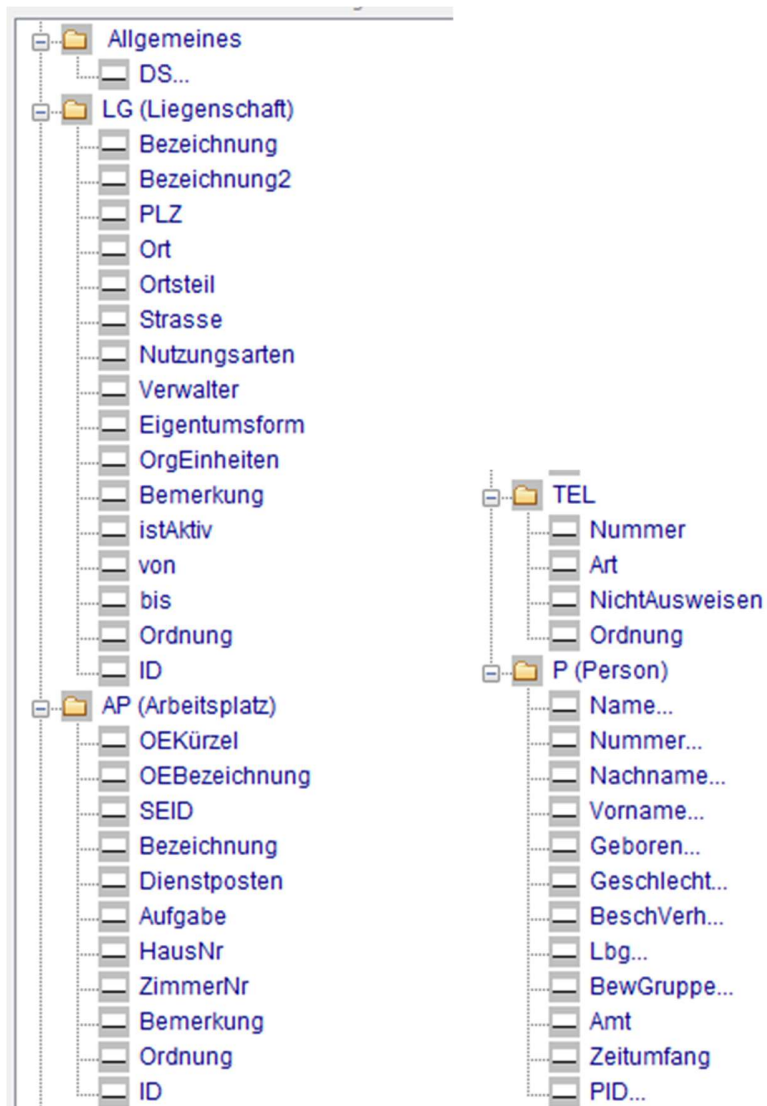 Allgemeines
DS...
LG (Liegenschaft)
Bezeichnung
Bezeichnung2
PLZ
Ort
Ortsteil
Strasse
Nutzungsarten
Verwalter
Eigentumsform
OrgEinheiten
Bemerkung
istAktiv
von
bis
Ordnung
ID
AP (Arbeitsplatz)
OEKürzel
OEBezeichnung
SEID
Bezeichnung
Dienstposten
Aufgabe
HausNr
ZimmerNr
Bemerkung
Ordnung
ID
TEL
Nummer
Art
NichtAusweisen
Ordnung
P (Person)
Name...
Nummer...
Nachname...
Vorname...
Geboren...
Geschlecht...
BeschVerh...
Lbg...
BewGruppe...
Amt
Zeitumfang
PID...